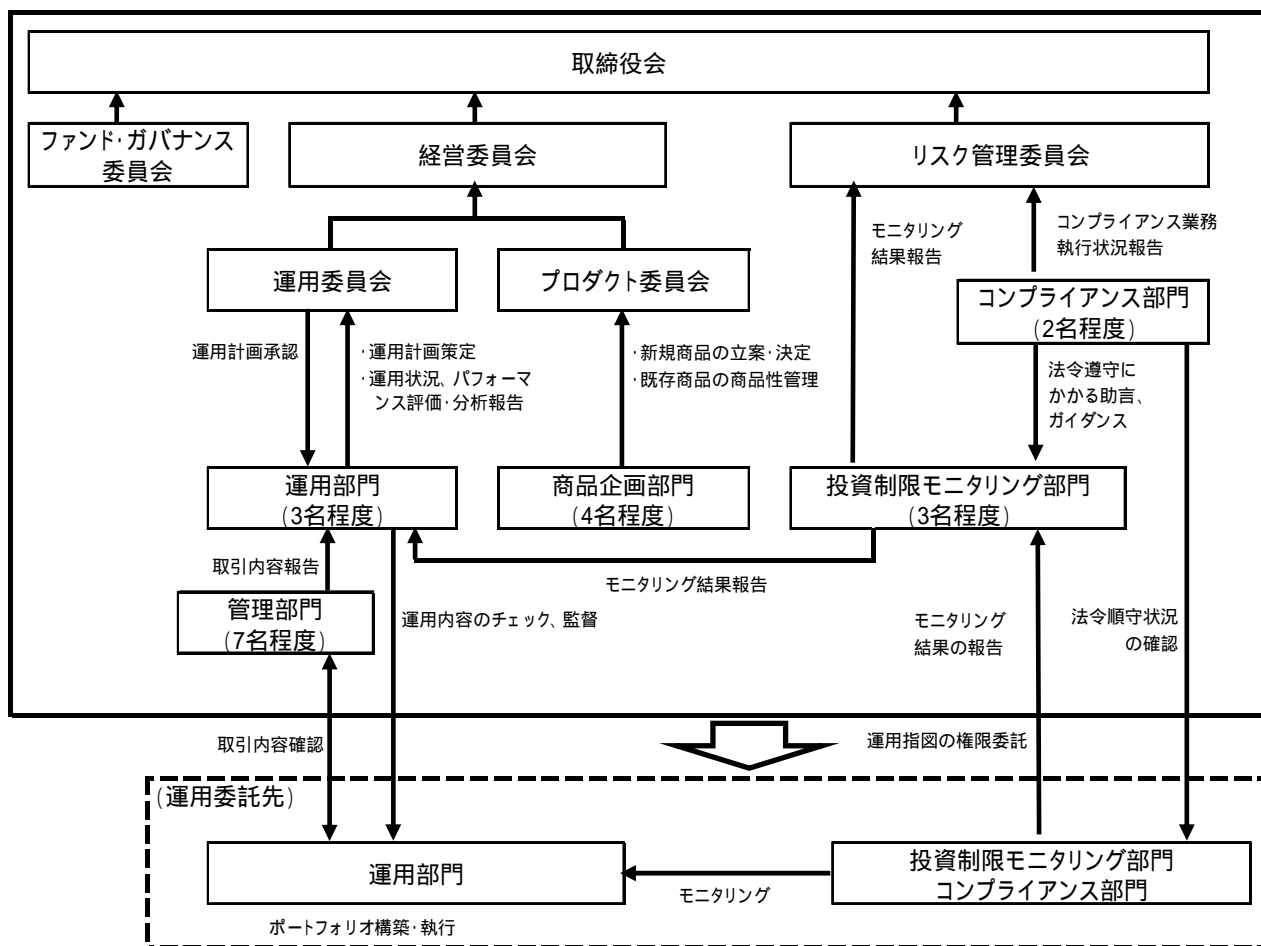 取締役会
ファンド・ガバナンス
委員会
経営委員会
リスク管理委員会
モニタリング
結果報告
コンプライアンス業務
執行状況報告
運用委員会
プロダクト委員会
コンプライアンス部門
(2名程度)
運用計画承認
・運用計画策定
・運用状況、パフォーマ
ンス評価・分析報告
・新規商品の立案・決定
・既存商品の商品性管理
法令遵守に
かかる助言、
ガイダンス
運用部門
(3名程度)
商品企画部門
(4名程度)
投資制限モニタリング部門
(3名程度)
取引内容報告
モニタリング結果報告
管理部門
(7名程度)
運用内容のチェック、監督
モニタリング
結果の報告
法令順守状況
の確認
取引内容確認
運用指図の権限委託
(運用委託先)
運用部門
モニタリング
投資制限モニタリング部門
コンプライアンス部門
ポートフォリオ構築・執行